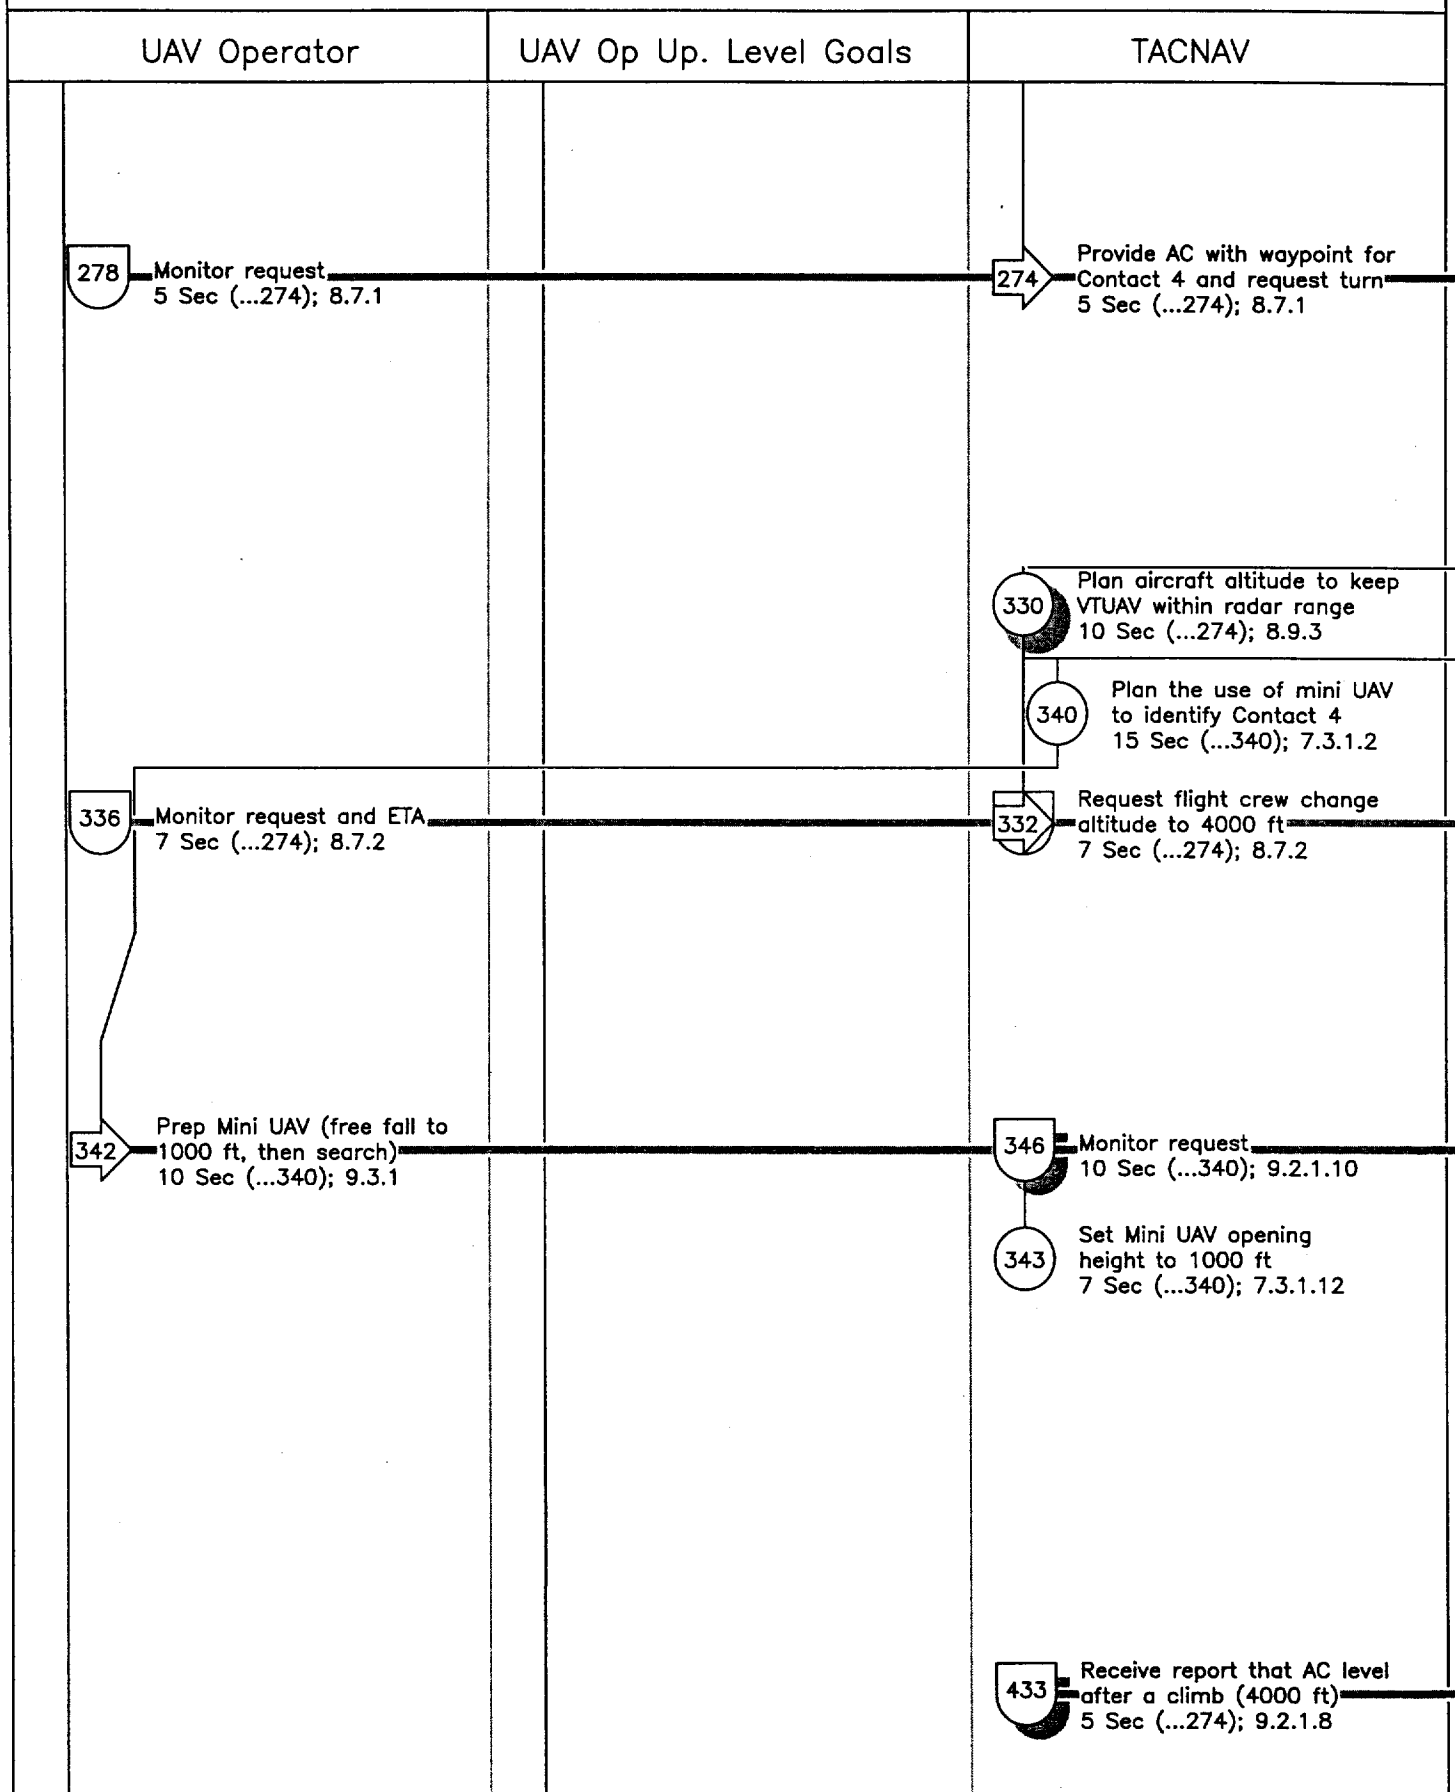 UAV Operator
UAV Op Up. Level Goals
TACNAV
278
Monitor request
5 Sec (...274); 8.7.1
274
Provide AC with waypoint for
Contact 4 and request turn
5 Sec (...274); 8.7.1
330
Plan aircraft altitude to keep
VTUAV within radar range
10 Sec (...274); 8.9.3
340
Plan the use of mini UAV
to identify Contact 4
15 Sec (...340); 7.3.1.2
336
Monitor request and ETA
7 Sec (...274); 8.7.2
332
Request flight crew change
altitude to 4000 ft
7 Sec (...274); 8.7.2
342
Prep Mini UAV (free fall to
1000 ft, then search)
10 Sec (...340); 9.3.1
346
Monitor request
10 Sec (...340); 9.2.1.10
343
Set Mini UAV opening
height to 1000 ft
7 Sec (...340); 7.3.1.12
433
Receive report that AC level
after a climb (4000 ft)
5 Sec (...274); 9.2.1.8